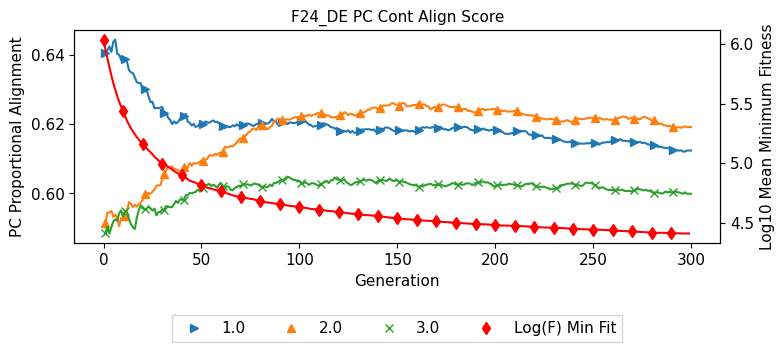 F24_DE PC Cont Align Score
PC Proportional Alignment
0.64
0.62
0.60
6.0
5.5
5.0
4.5
Log10 Mean Minimum Fitness
0 50 100 150 200 250 300
Generation
1.0 2.0 3.0 Log(F) Min Fit